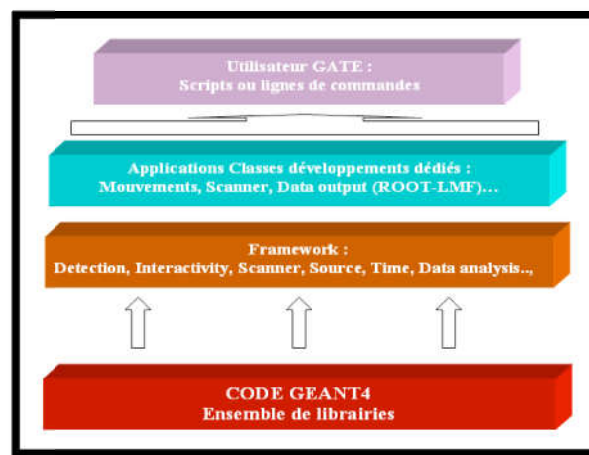 Utilisateur GATE :
Scripts ou lignes de commandes
Applications Classes développements dédiés :
Mouvements, Scanner, Data output (ROOT-LMF)...
Framework :
Detection, Interactivity, Scanner, Source, Time, Data analysis..,
CODE GEANT4
Ensemble de librairies